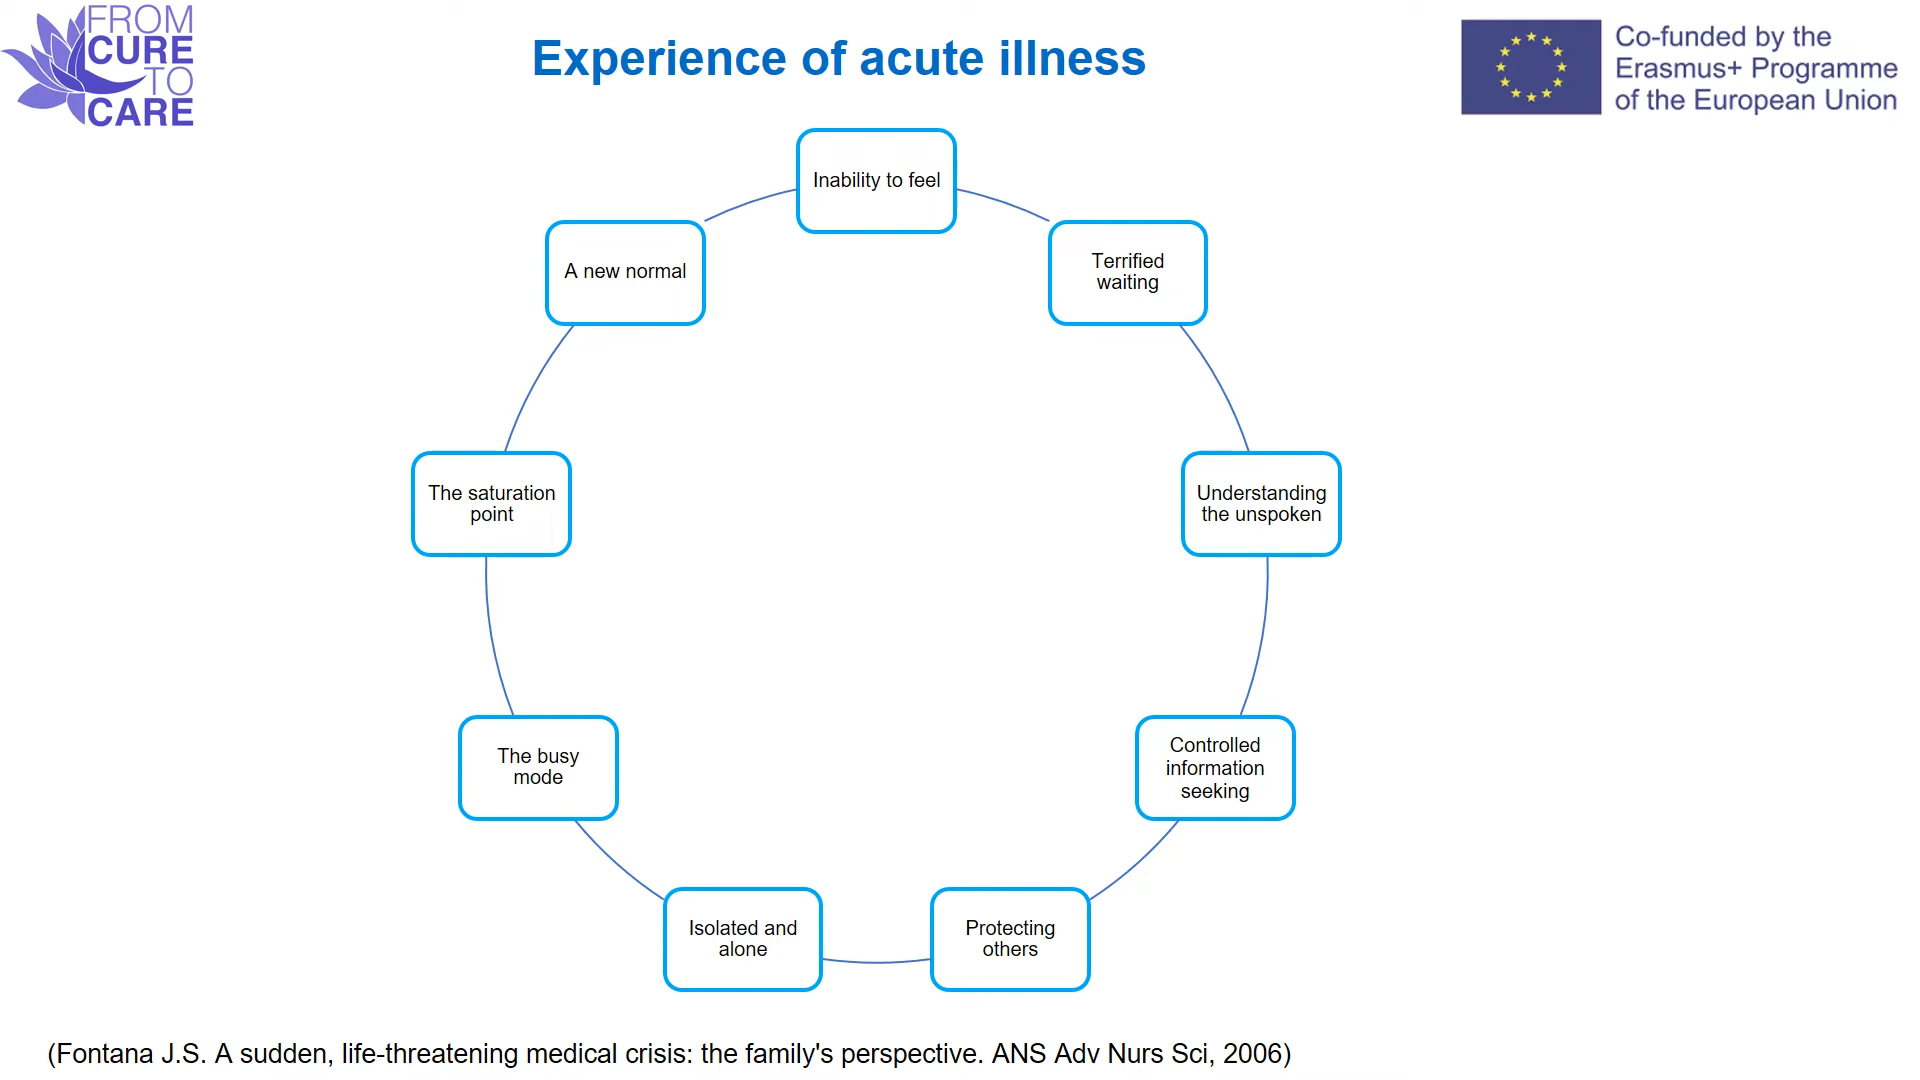 FROM
CURE
TO
CARE
Experience of acute illness
Co-funded by the
Erasmus+ Programme
of the European Union
Inability to feel
Terrified
waiting
Understanding
the unspoken
Controlled
information
seeking
Protecting
others
Isolated and
alone
The busy
mode
The saturation
point
A new normal
(Fontana J.S. A sudden, life-threatening medical crisis: the family's perspective. ANS Adv Nurs Sci, 2006)